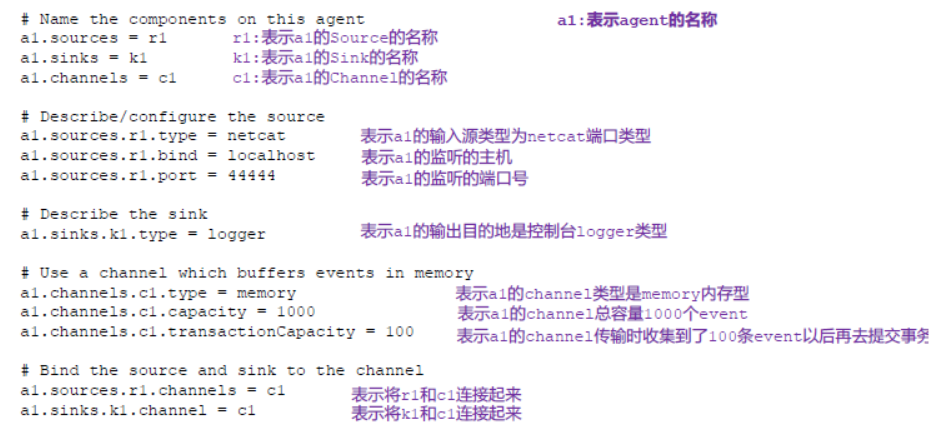 # Name the components on this agent a1:表示agent的名称
a1.sources = r1 r1:表示a1的Source的名称
a1.sinks = k1 k1:表示a1的Sink的名称
a1.channels = c1 c1:表示a1的Channel的名称
# Describe/configure the source
a1.sources.r1.type = netcat 表示a1的输入源类型为netcat端口类型
a1.sources.r1.bind = localhost 表示a1的监听的主机
a1.sources.r1.port = 44444 表示a1的监听的端口号
# Describe the sink
a1.sinks.k1.type = logger 表示a1的输出目的地是控制台logger类型
# Use a channel which buffers events in memory
a1.channels.c1.type = memory 表示a1的channel类型是memory内存型
a1.channels.c1.capacity = 1000 表示a1的channel总容量1000个event
a1.channels.c1.transactionCapacity = 100 表示a1的channel传输时收集到了100条event以后再去提交事务
# Bind the source and sink to the channel
a1.sources.r1.channels = c1 表示将r1和c1连接起来
a1.sinks.k1.channel = c1 表示将k1和c1连接起来